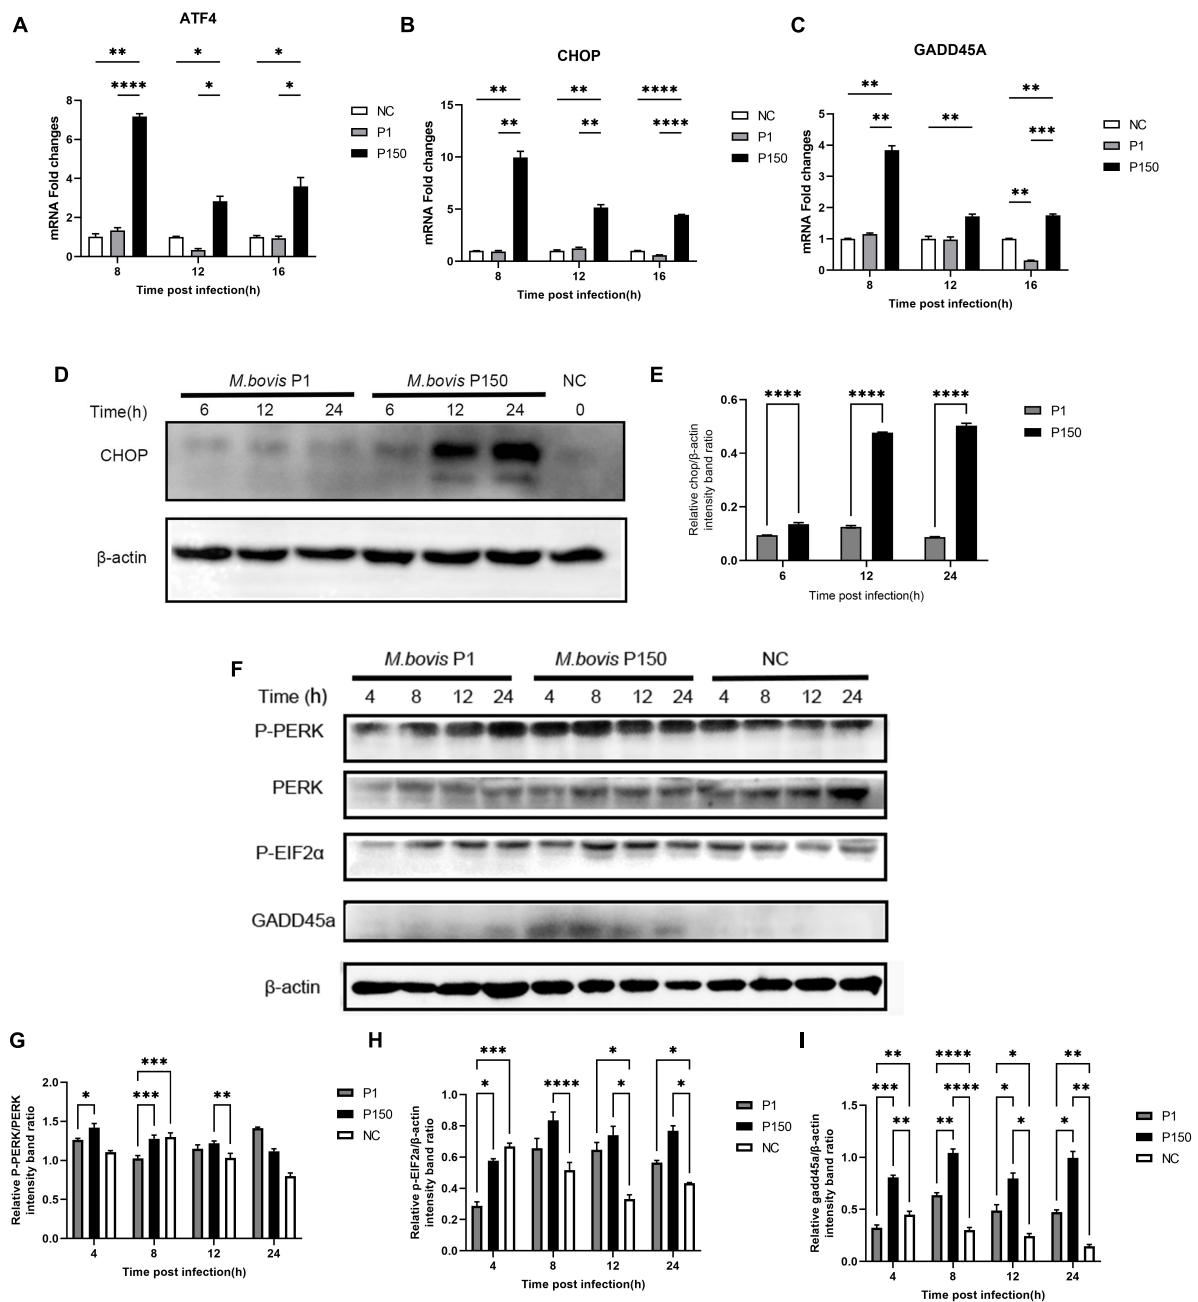 A
ATF4
**
*
*
****
*
*
mRNA Fold changes
8
6
4
2
0
8
12
16
Time post infection(h)
NC
P1
P150
B
CHOP
**
**
****
**
**
****
mRNA Fold changes
15
10
5
0
8
12
16
Time post infection(h)
NC
P1
P150
C
GADD45A
**
**
**
**
***
**
mRNA Fold changes
5
4
3
2
1
0
8
12
16
Time post infection(h)
NC
P1
P150
D
M.bovis P1
M.bovis P150
NC
Time(h)
6
12
24
6
12
24
0
CHOP
β-actin
E
****
****
****
Relative chop/β-actin
intensity band ratio
0.6
0.4
0.2
0.0
6
12
24
Time post infection(h)
P1
P150
F
M.bovis P1
M.bovis P150
NC
Time (h)
4
8
12
24
4
8
12
24
4
8
12
24
P-PERK
PERK
P-EIF2α
GADD45a
β-actin
G
***
*
***
**
Relative P-PERK/PERK
intensity band ratio
2.0
1.5
1.0
0.5
0.0
4
8
12
24
Time post infection(h)
P1
P150
NC
H
***
*
*
*
****
*
*
Relative p-EIF2a/β-actin
intensity band ratio
1.0
0.8
0.6
0.4
0.2
0.0
4
8
12
24
Time post infection(h)
P1
P150
NC
I
**
****
*
**
***
****
*
**
**
**
*
*
Relative gadd45a/β-actin
intensity band ratio
1.5
1.0
0.5
0.0
4
8
12
24
Time post infection(h)
P1
P150
NC